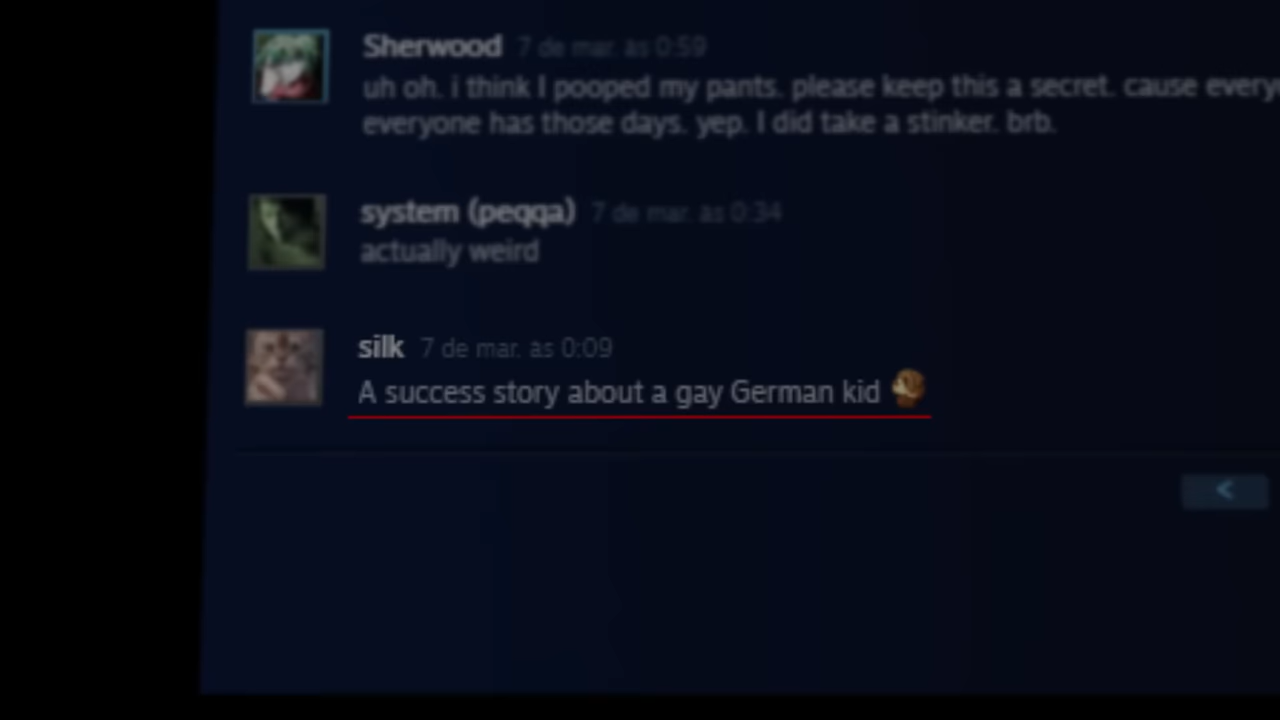 Sherwood 7 de mar. às 0:59
uh oh. i think I pooped my pants. please keep this a secret. cause every
everyone has those days. yep. I did take a stinker. brb.
system (peqqa) 7 de mar. às 0:34
actually weird
silk 7 de mar. às 0:09
A success story about a gay German kid
<